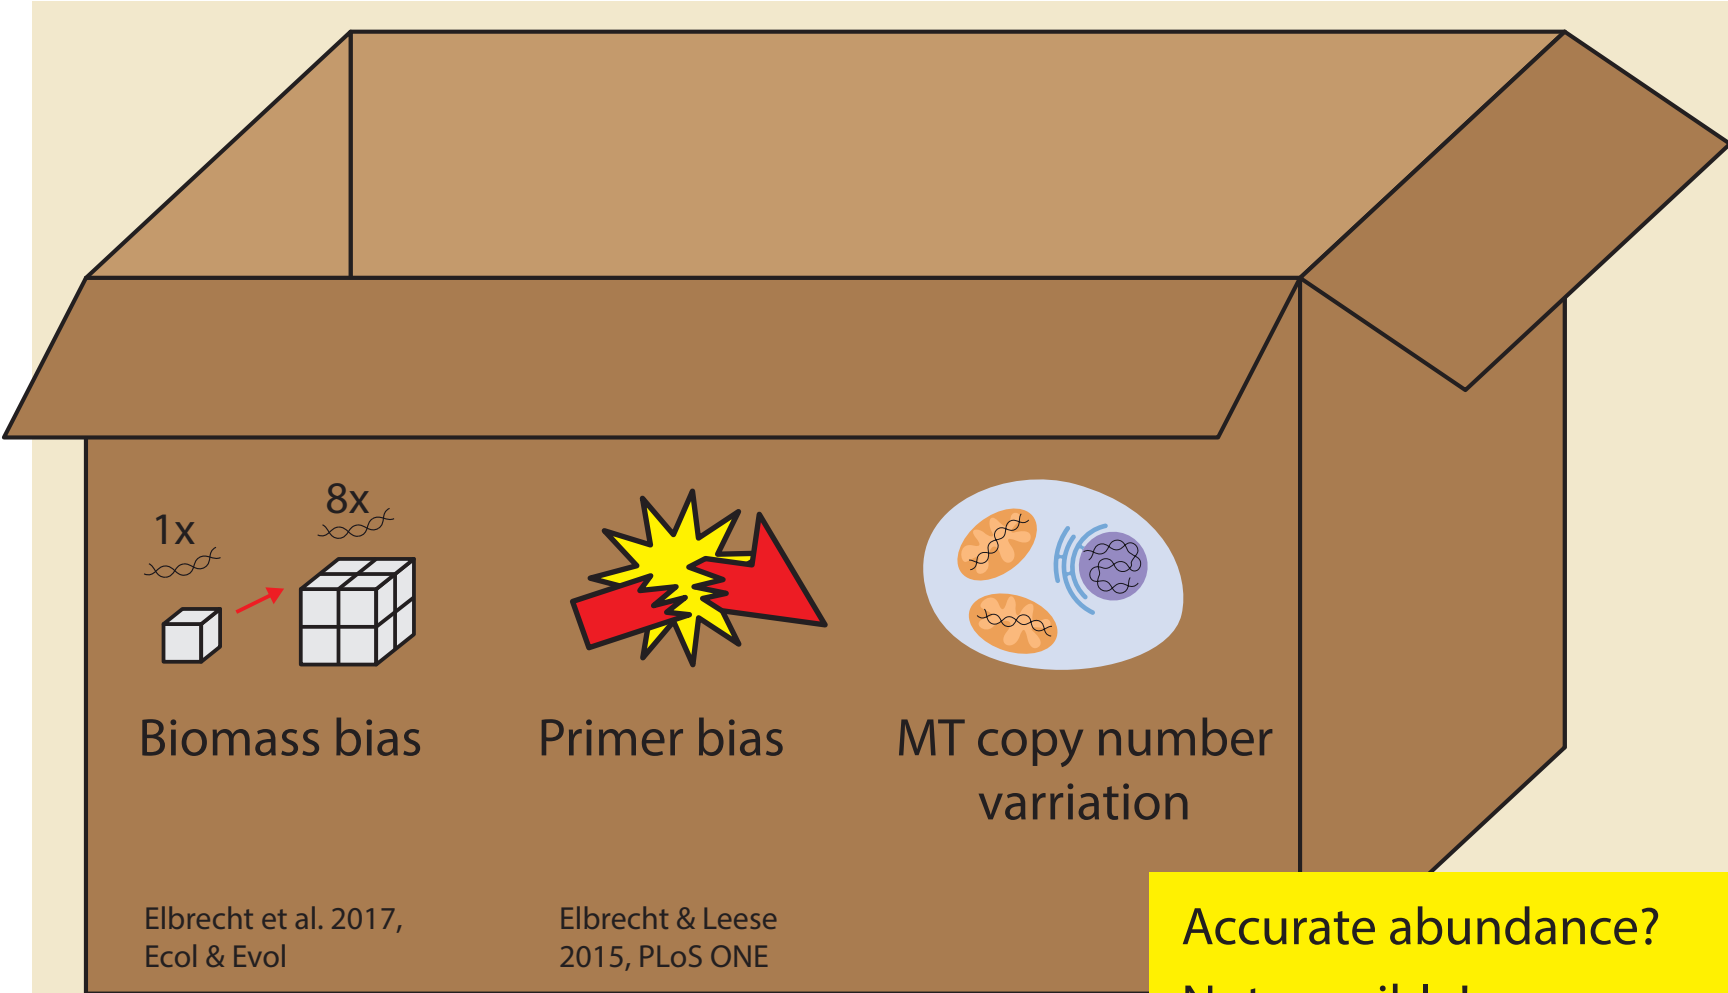 1x
8x
Biomass bias
Primer bias
MT copy number
varriation
Elbrecht et al. 2017,
Ecol & Evol
Elbrecht & Leese
2015, PLoS ONE
Accurate abundance?